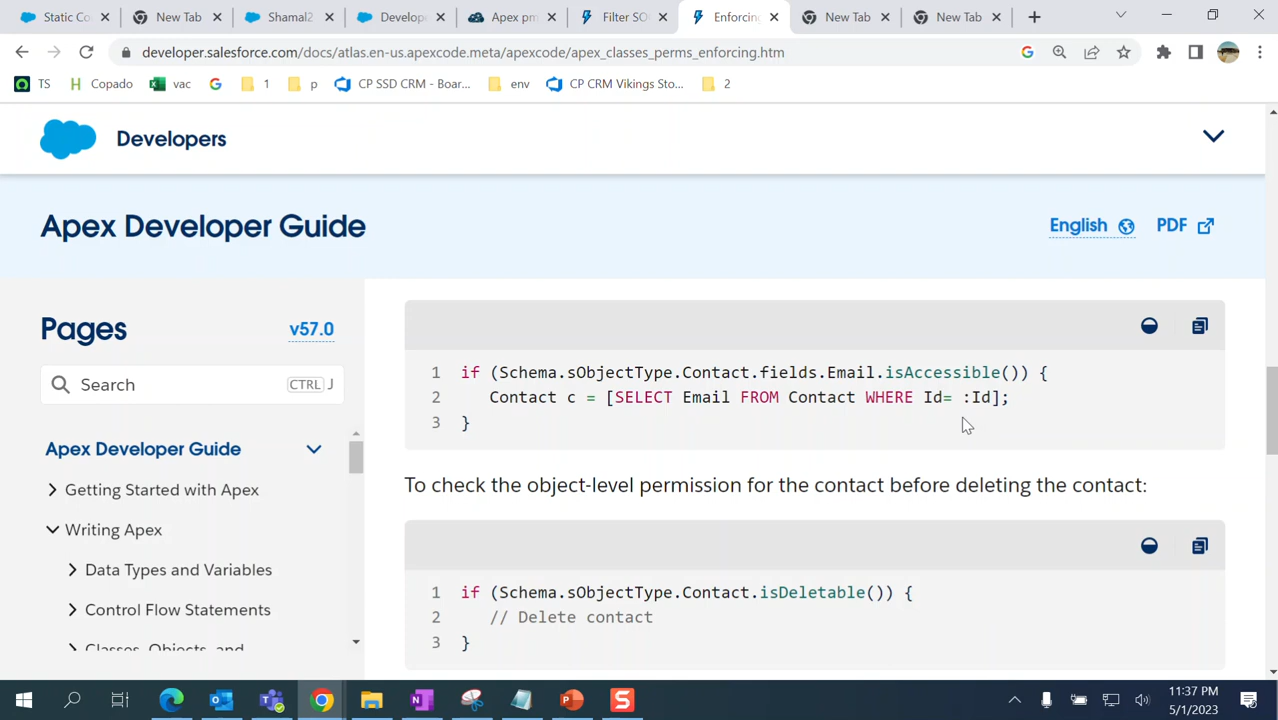 Static Co
New Tab
Shamal2
Develop
Apex pr
Filter SO
Enforcing
New Tab
New Tab
developer.salesforce.com/docs/atlas.en-us.apexcode.meta/apexcode/apex_classes_perms_enforcing.htm
TS
Copado
vac
1
p
CP SSD CRM - Boar...
env
CP CRM Vikings Sto...
2
Developers
Apex Developer Guide
English
PDF
Pages
v57.0
Search
CTRL J
Apex Developer Guide
Getting Started with Apex
Writing Apex
Data Types and Variables
Control Flow Statements
Classes, Objects, and
1 if (Schema.sObjectType.Contact.fields.Email.isAccessible()) {
2 Contact c = [SELECT Email FROM Contact WHERE Id= :Id];
3 }
To check the object-level permission for the contact before deleting the contact:
1 if (Schema.sObjectType.Contact.isDeletable()) {
2 // Delete contact
3 }
11:37 PM
5/1/2023